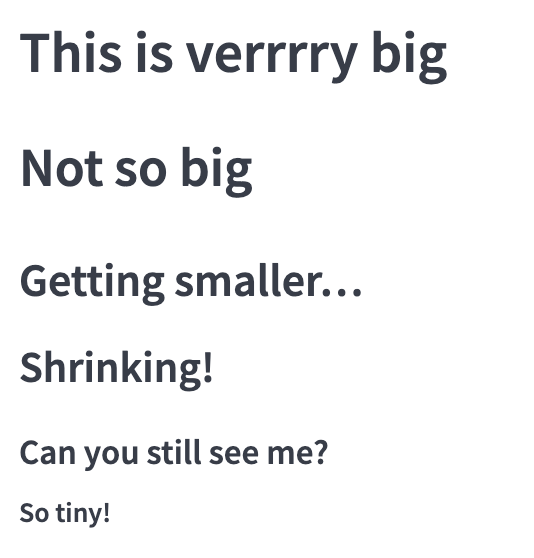 This is verrrry big
Not so big
Getting smaller…
Shrinking!
Can you still see me?
So tiny!